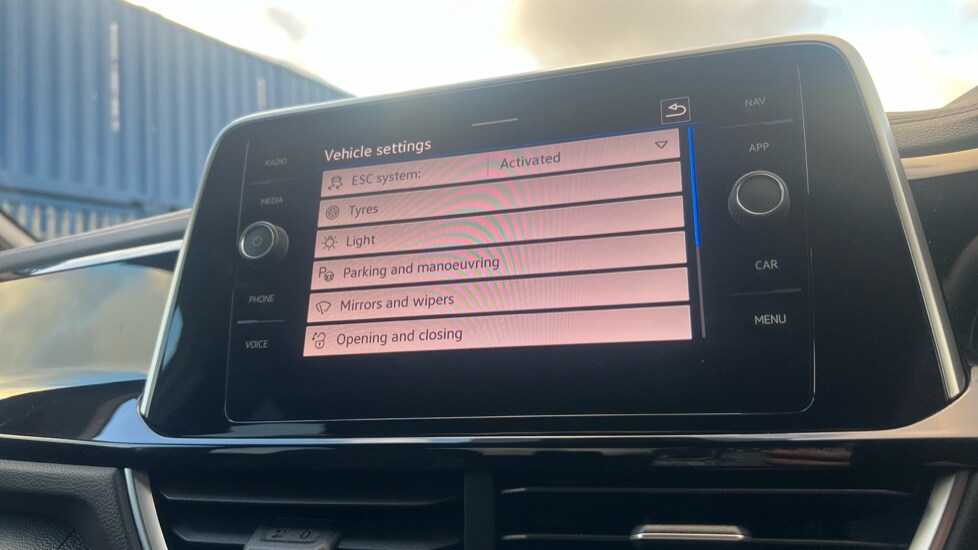 NAV
Vehicle settings
RADIO
ESC system: Activated
APP
MEDIA
Tyres
Light
Parking and manoeuvring
CAR
PHONE
Mirrors and wipers
MENU
VOICE
Opening and closing